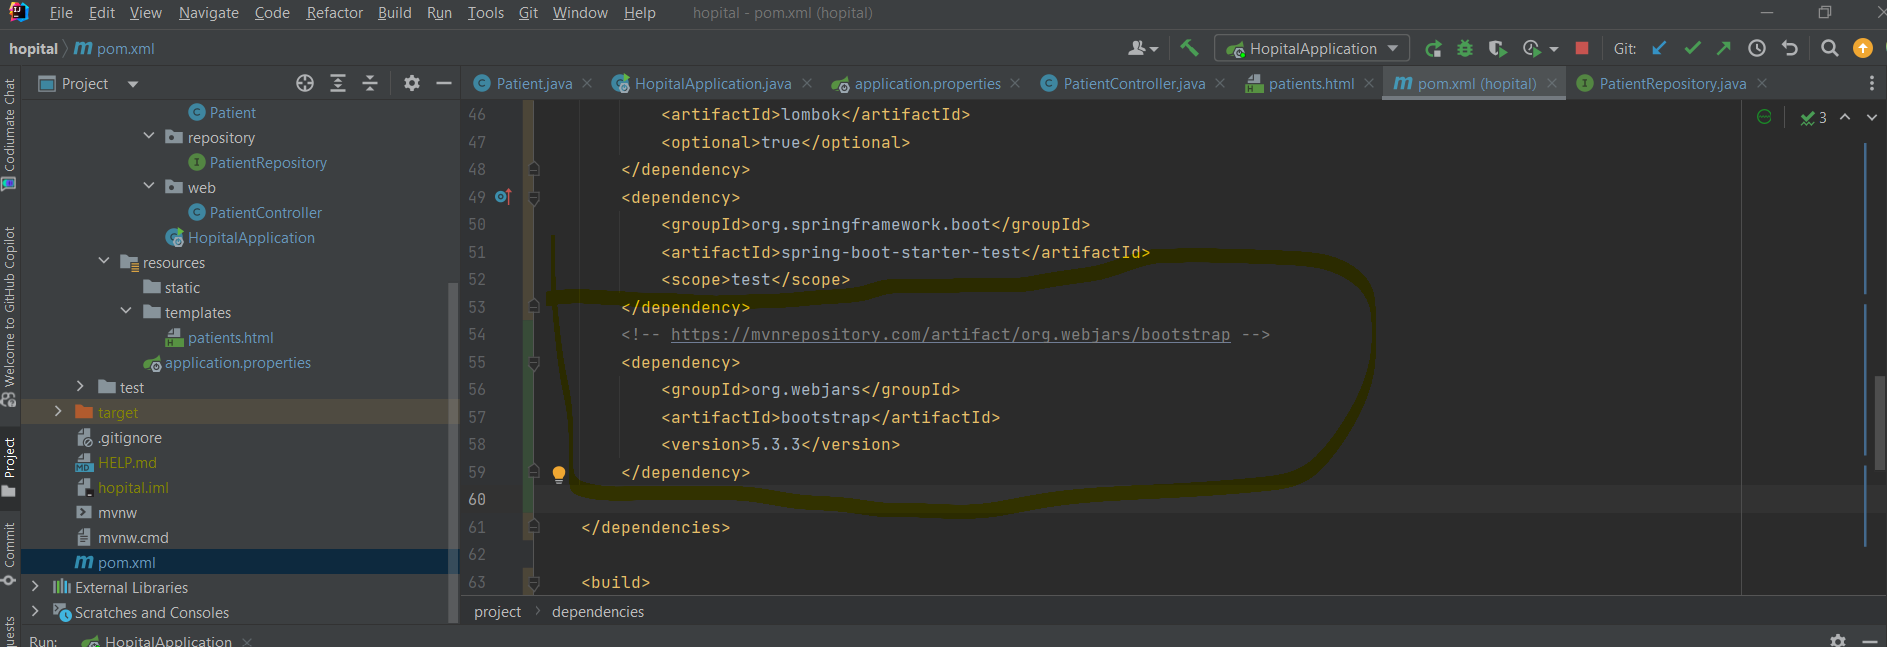 File Edit View Navigate Code Refactor Build Run Tools Git Window Help hopital - pom.xml (hopital)
hopital pom.xml HopitalApplication Git:
Project
Patient.java HopitalApplication.java application.properties PatientController.java patients.html pom.xml (hopital) PatientRepository.java
Codiumate Chat
Welcome to GitHub Copilot
Project
Commit
Patient
repository
PatientRepository
web
PatientController
HopitalApplication
resources
static
templates
patients.html
application.properties
test
target
.gitignore
HELP.md
hopital.iml
mvnw
mvnw.cmd
pom.xml
External Libraries
Scratches and Consoles
3
46 <artifactId>lombok</artifactId>
47 <optional>true</optional>
48 </dependency>
49 <dependency>
50 <groupId>org.springframework.boot</groupId>
51 <artifactId>spring-boot-starter-test</artifactId>
52 <scope>test</scope>
53 </dependency>
54 <!-- https://mvnrepository.com/artifact/org.webjars/bootstrap -->
55 <dependency>
56 <groupId>org.webjars</groupId>
57 <artifactId>bootstrap</artifactId>
58 <version>5.3.3</version>
59 </dependency>
60
61 </dependencies>
62
63 <build>
project dependencies
Run: HopitalApplication